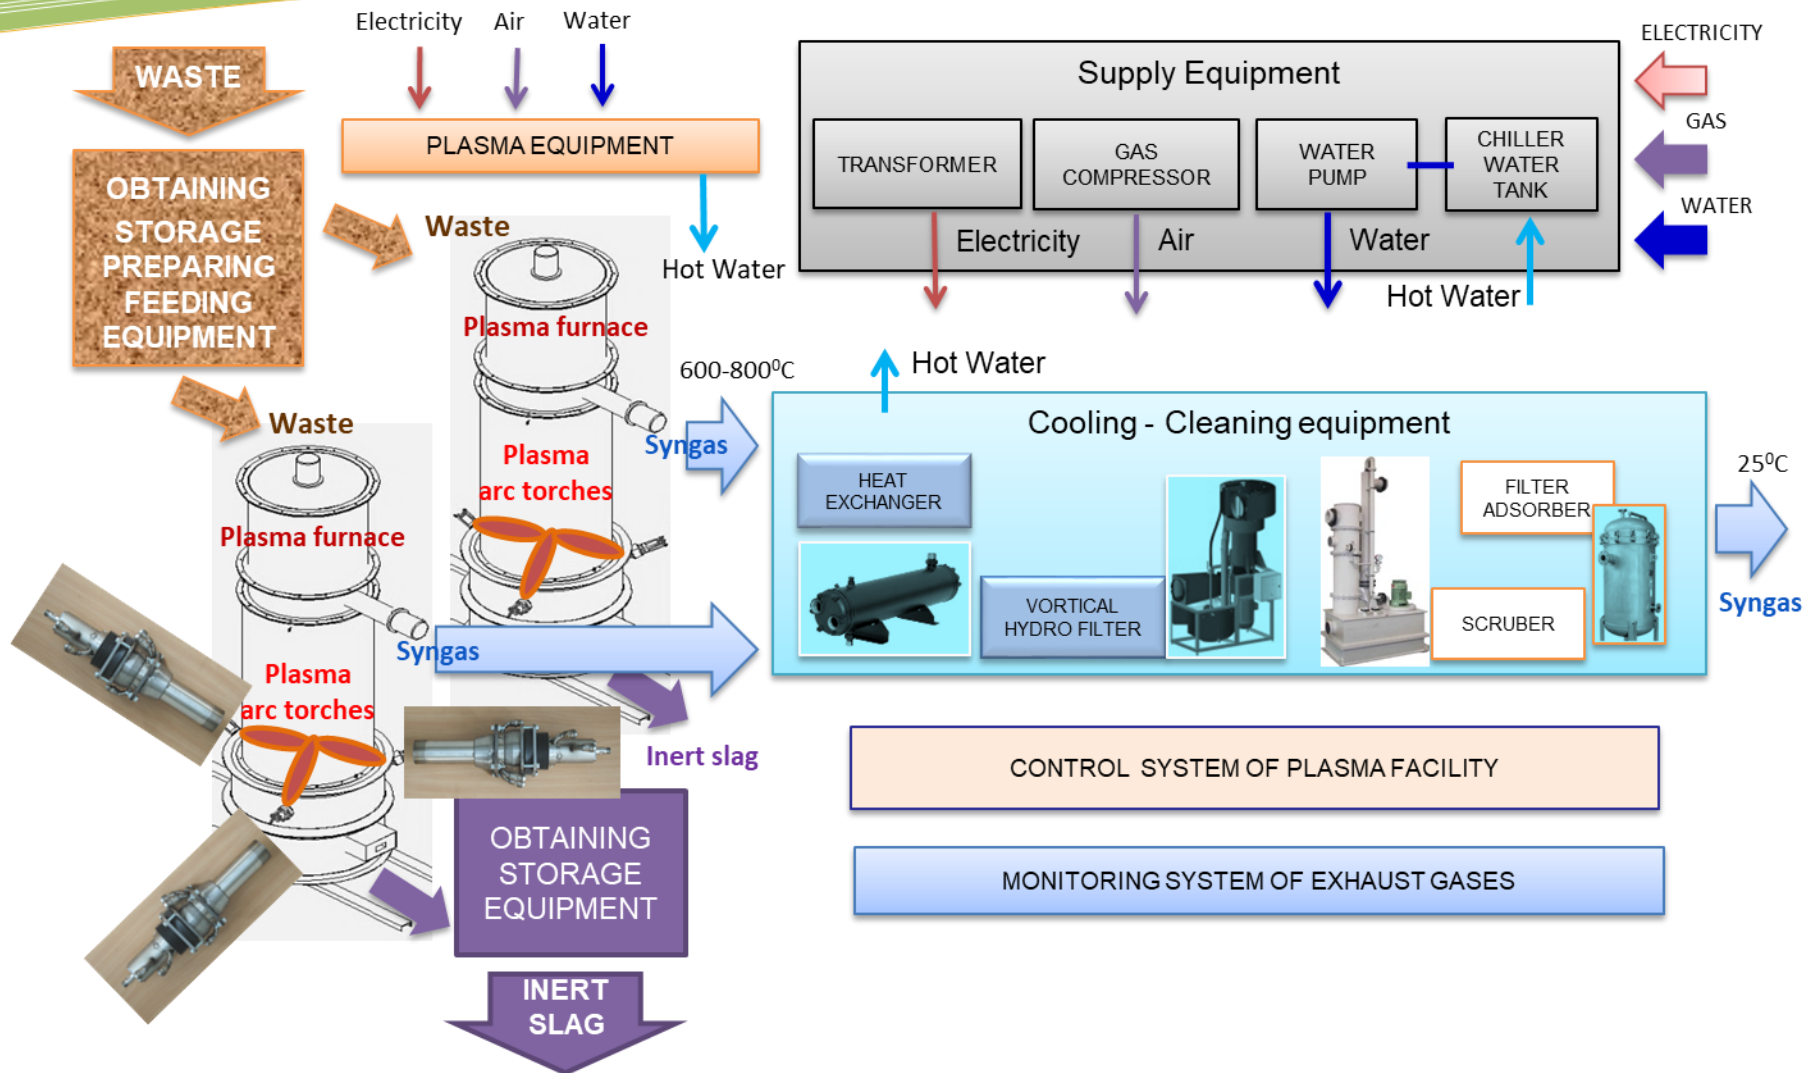 Electricity
Air
Water
WASTE
PLASMA EQUIPMENT
Hot Water
OBTAINING
STORAGE
PREPARING
FEEDING
EQUIPMENT
Waste
Plasma furnace
Plasma
arc torches
Syngas
600-800⁰C
Inert slag
Waste
Plasma furnace
Plasma
arc torches
Syngas
OBTAINING
STORAGE
EQUIPMENT
INERT
SLAG
Supply Equipment
TRANSFORMER
GAS
COMPRESSOR
WATER
PUMP
CHILLER
WATER
TANK
Electricity
Air
Water
Hot Water
ELECTRICITY
GAS
WATER
Hot Water
Cooling - Cleaning equipment
HEAT
EXCHANGER
VORTICAL
HYDRO FILTER
SCRUBER
FILTER
ADSORBER
25⁰C
Syngas
CONTROL SYSTEM OF PLASMA FACILITY
MONITORING SYSTEM OF EXHAUST GASES